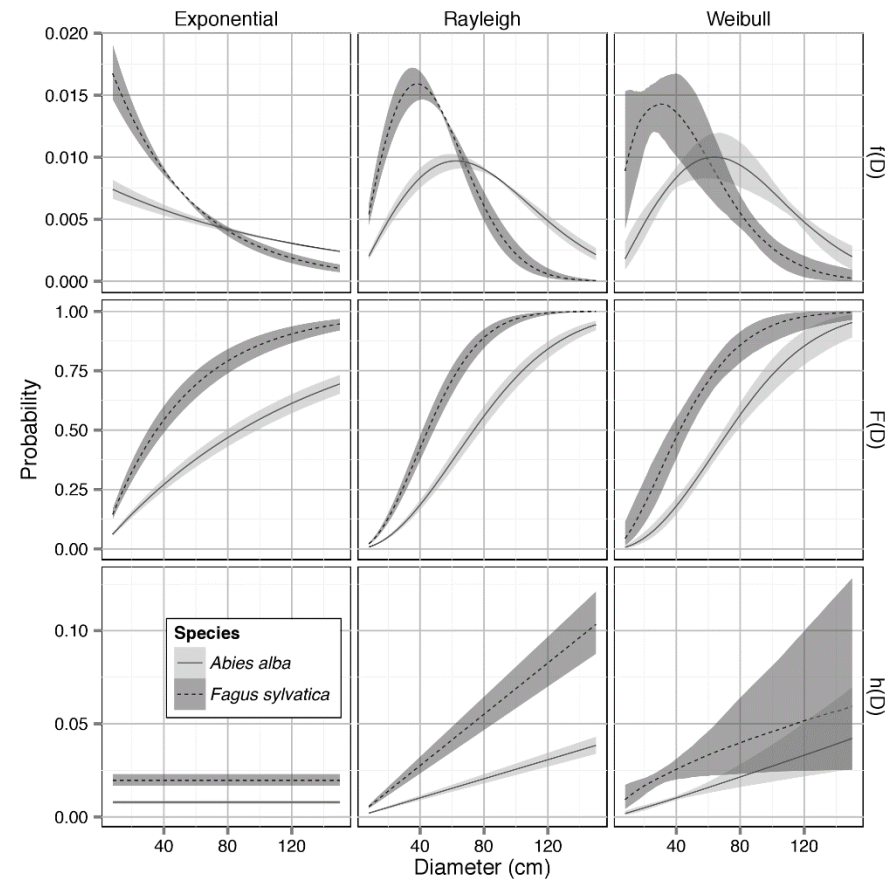 Exponential Rayleigh Weibull
0.020
0.015
0.010
0.005
0.000
f(D)
1.00
0.75
0.50
0.25
0.00
F(D)
Probability
0.10
0.05
0.00
h(D)
Species
Abies alba
Fagus sylvatica
40 80 120 40 80 120 40 80 120
Diameter (cm)